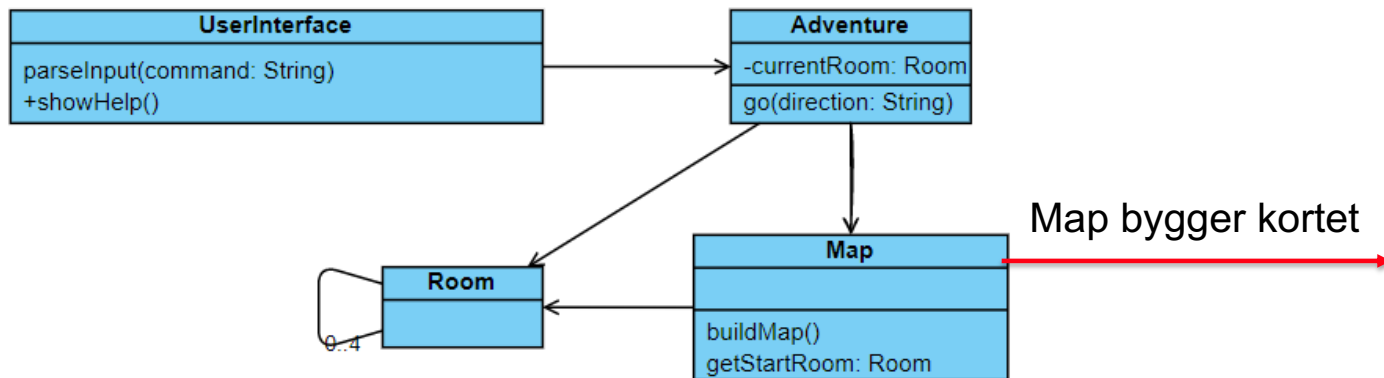 UserInterface
parseInput(command: String)
+showHelp()
Adventure
-currentRoom: Room
go(direction: String)
Map bygger kortet
Map
buildMap()
getStartRoom: Room
Room
0..4